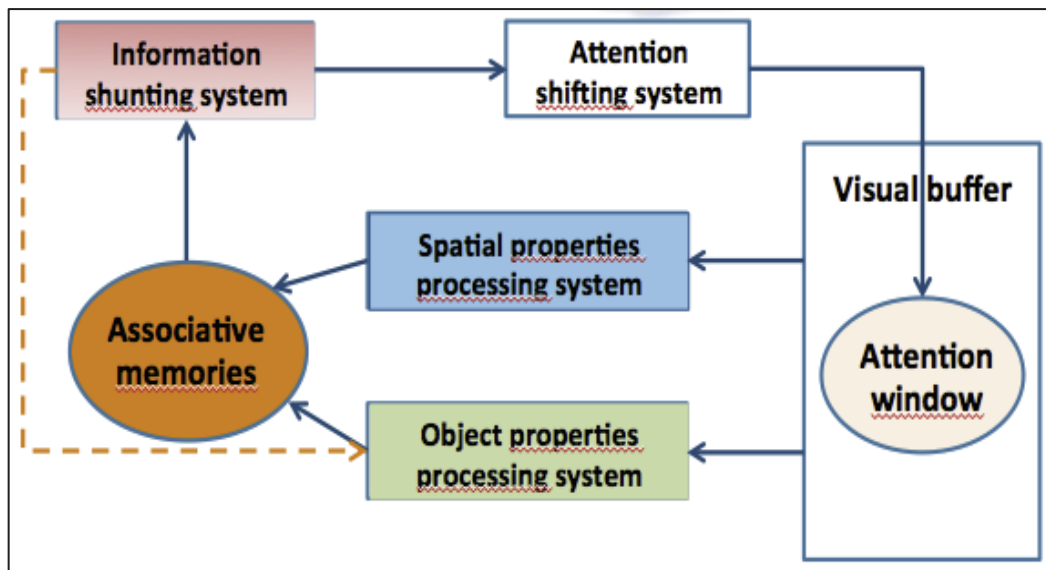 Information
shunting system
Attention
shifting system
Visual buffer
Spatial properties
processing system
Associative
memories
Attention
window
Object properties
processing system